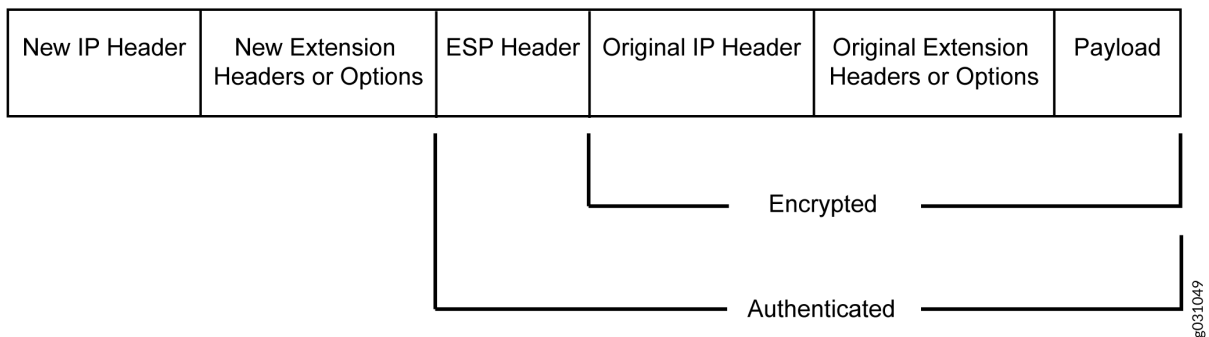 New IP Header
New Extension
Headers or Options
ESP Header
Original IP Header
Original Extension
Headers or Options
Payload
Encrypted
Authenticated
g031049